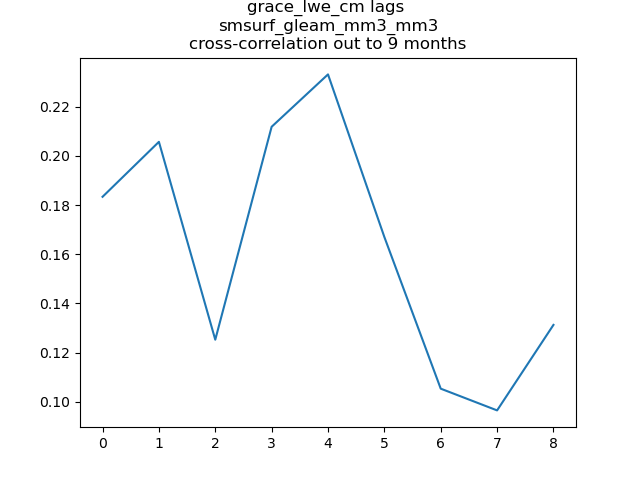 grace_lwe_cm lags
smsurf_gleam_mm3_mm3
cross-correlation out to 9 months
0.22
0.20
0.18
0.16
0.14
0.12
0.10
0 1 2 3 4 5 6 7 8